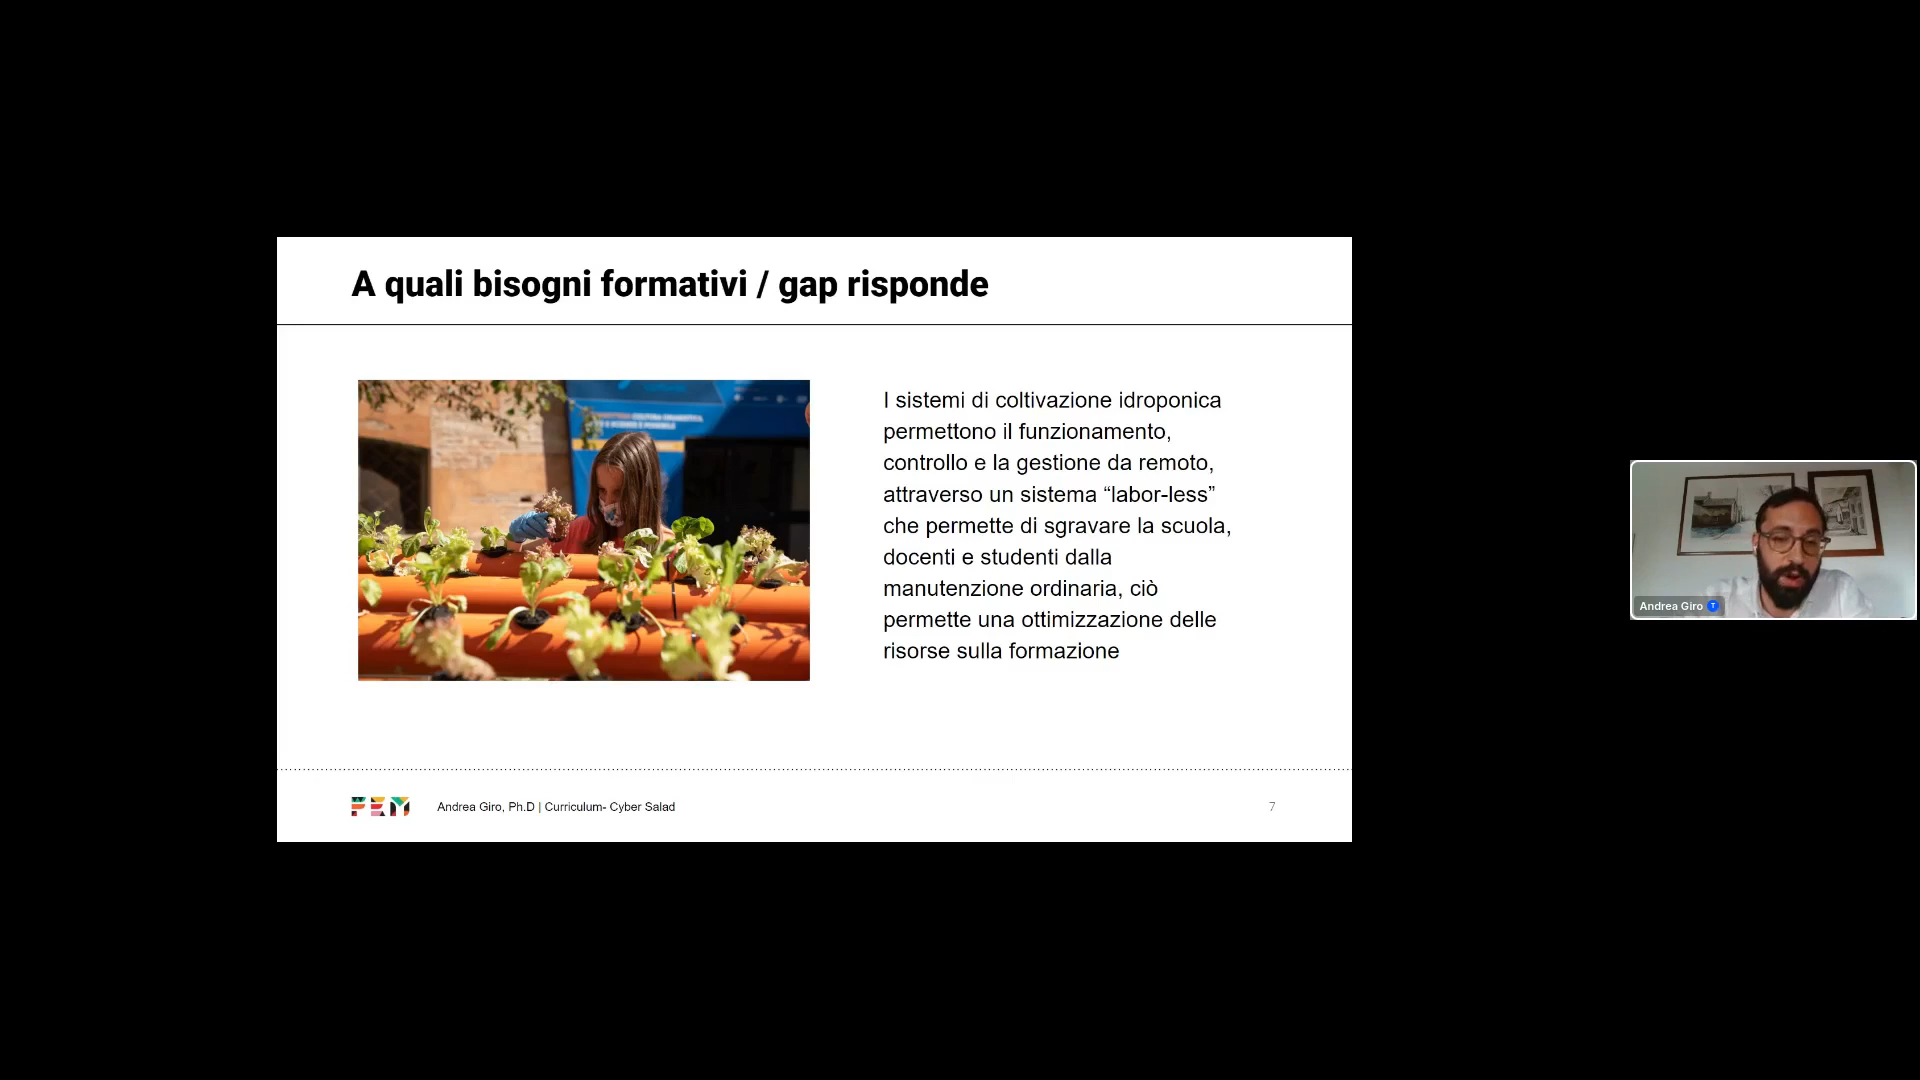 A quali bisogni formativi / gap risponde
I sistemi di coltivazione idroponica
permettono il funzionamento,
controllo e la gestione da remoto,
attraverso un sistema “labor-less”
che permette di sgravare la scuola,
docenti e studenti dalla
manutenzione ordinaria, ciò
permette una ottimizzazione delle
risorse sulla formazione
FEM
Andrea Giro, Ph.D | Curriculum- Cyber Salad
7
Andrea Giro